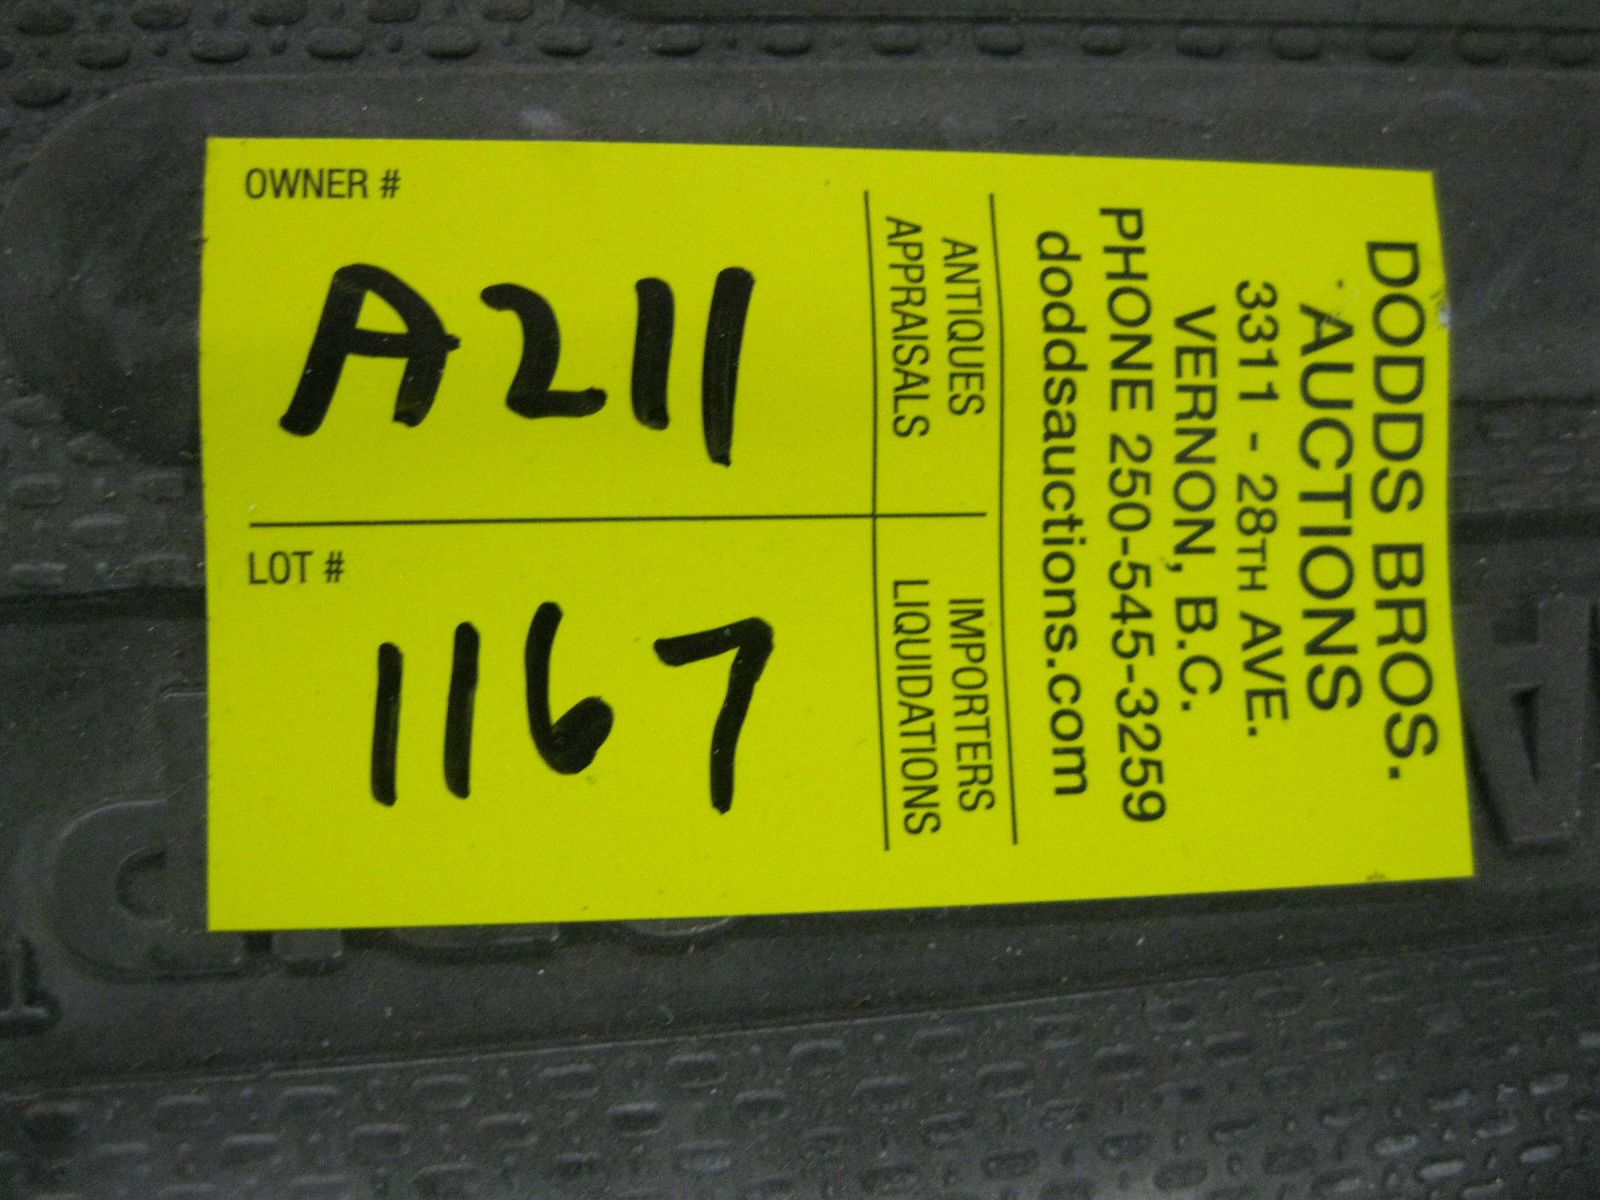 OWNER #
A211
LOT #
1167
DODDS BROS.
AUCTIONS
3311 - 28TH AVE.
VERNON, B.C.
PHONE 250-545-3259
doddsauctions.com
ANTIQUES
APPRAISALS
IMPORTERS
LIQUIDATIONS